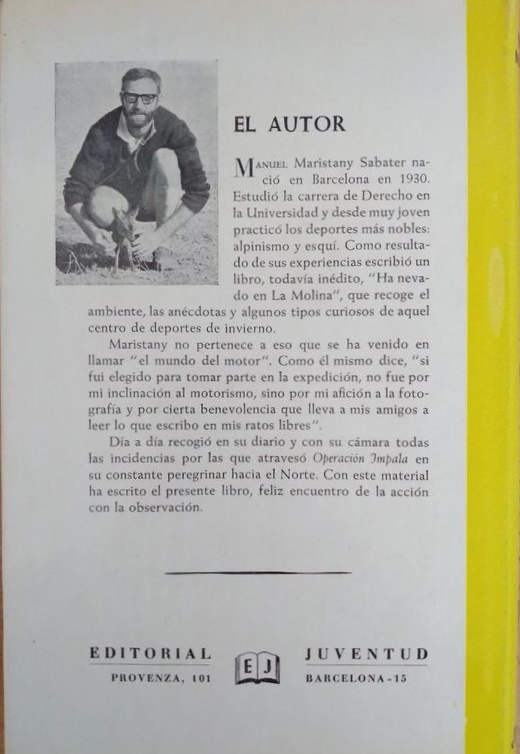 EL AUTOR
MANUEL Maristany Sabater na-
ció en Barcelona en 1930.
Estudió la carrera de Derecho en
la Universidad y desde muy joven
practicó los deportes más nobles:
alpinismo y esquí. Como resulta-
do de sus experiencias escribió un
libro, todavía inédito, "Ha neva-
do en La Molina", que recoge el
ambiente, las anécdotas y algunos tipos curiosos de aquel
centro de deportes de invierno.
Maristany no pertenece a eso que se ha venido en
llamar "el mundo del motor". Como él mismo dice, "si
fui elegido para tomar parte en la expedición, no fue por
mi inclinación al motorismo, sino por mi afición a la foto-
grafía y por cierta benevolencia que lleva a mis amigos a
leer lo que escribo en mis ratos libres".
Día a día recogió en su diario y con su cámara todas
las incidencias por las que atravesó Operación Impala en
su constante peregrinar hacia el Norte. Con este material
ha escrito el presente libro, feliz encuentro de la acción
con la observación.
EDITORIAL EJ JUVENTUD
PROVENZA, 101 BARCELONA-15